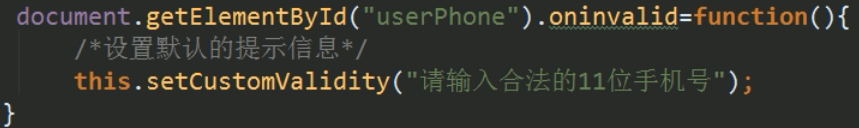 document.getElementById("userPhone").oninvalid=function(){
/*设置默认的提示信息*/
this.setCustomValidity("请输入合法的11位手机号");
}